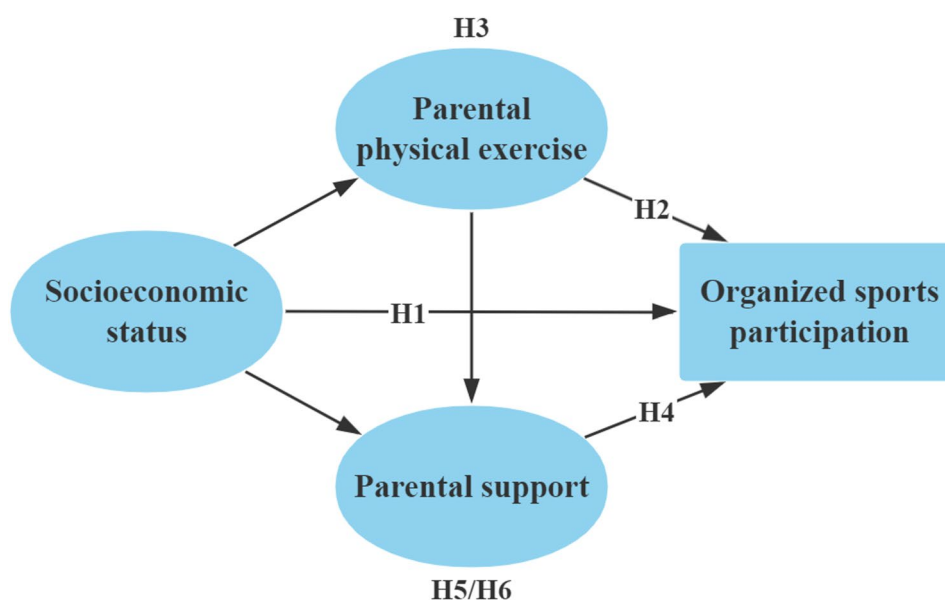 H3
Parental
physical exercise
H2
Socioeconomic
status
H1
Organized sports
participation
H4
Parental support
H5/H6